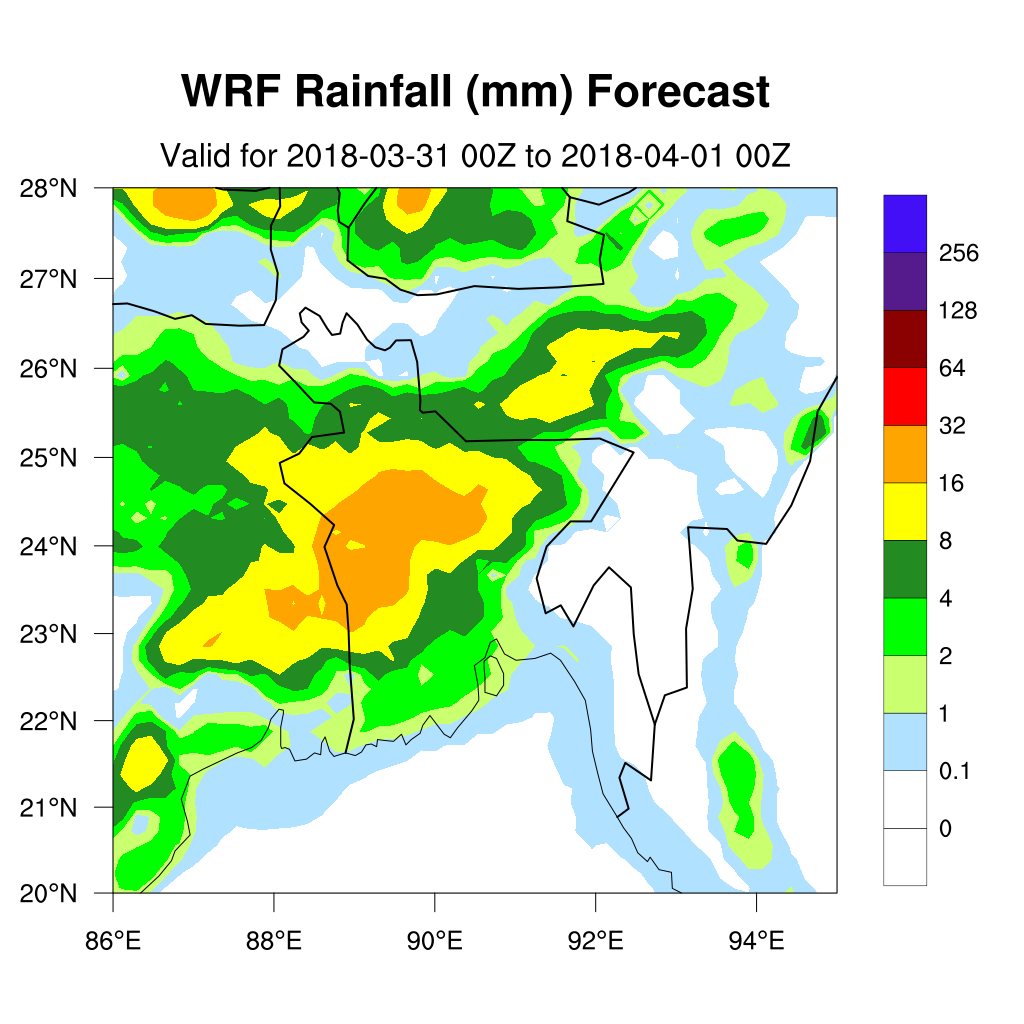 WRF Rainfall (mm) Forecast
Valid for 2018-03-31 00Z to 2018-04-01 00Z
28°N
27°N
26°N
25°N
24°N
23°N
22°N
21°N
20°N
86°E 88°E 90°E 92°E 94°E
256
128
64
32
16
8
4
2
1
0.1
0